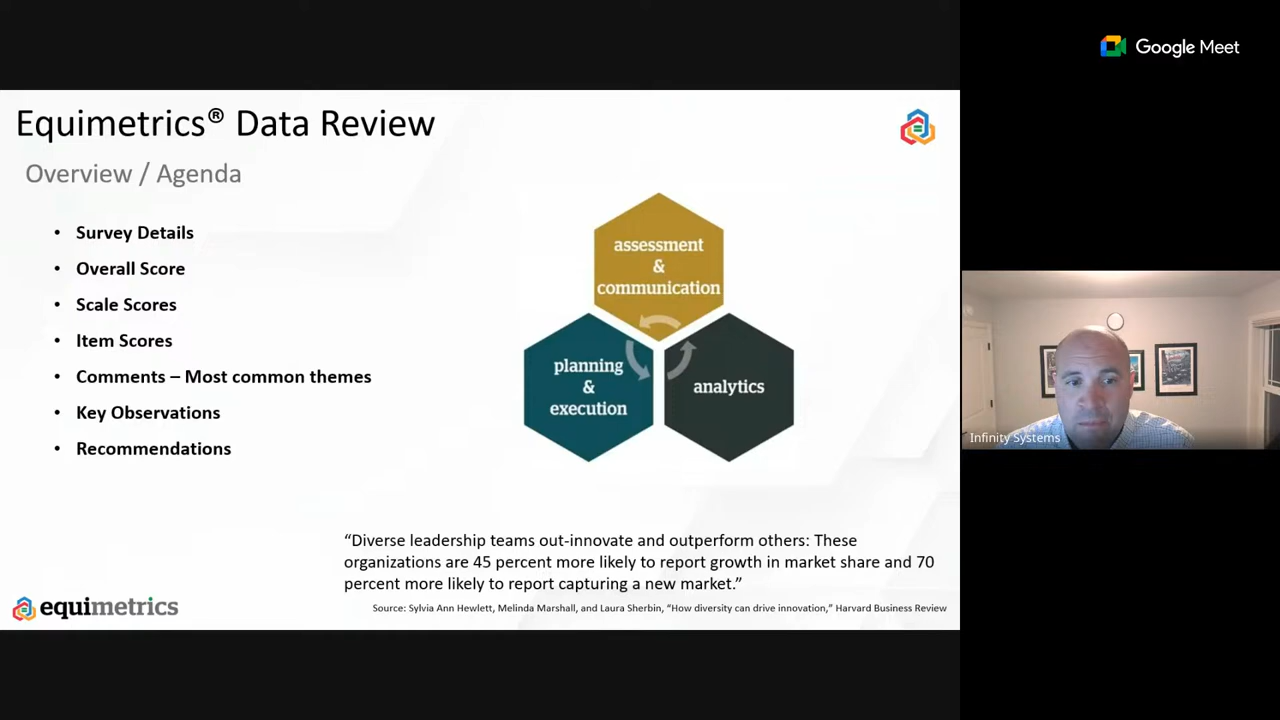 Google Meet
Equimetrics® Data Review
Overview / Agenda
• Survey Details
• Overall Score
• Scale Scores
• Item Scores
• Comments – Most common themes
• Key Observations
• Recommendations
assessment
&
communication
planning
&
execution
analytics
Infinity Systems
“Diverse leadership teams out-innovate and outperform others: These
organizations are 45 percent more likely to report growth in market share and 70
percent more likely to report capturing a new market.”
Source: Sylvia Ann Hewlett, Melinda Marshall, and Laura Sherbin, “How diversity can drive innovation,” Harvard Business Review
equimetrics